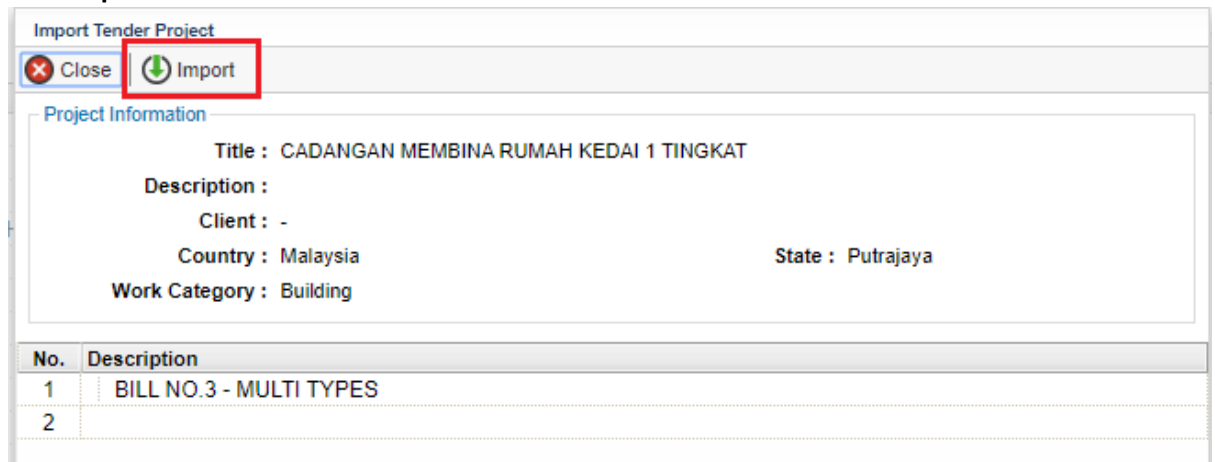 Import Tender Project
Close Import
Project Information
Title : CADANGAN MEMBINA RUMAH KEDAI 1 TINGKAT
Description :
Client : -
Country : Malaysia State : Putrajaya
Work Category : Building
No. Description
1 BILL NO.3 - MULTI TYPES
2